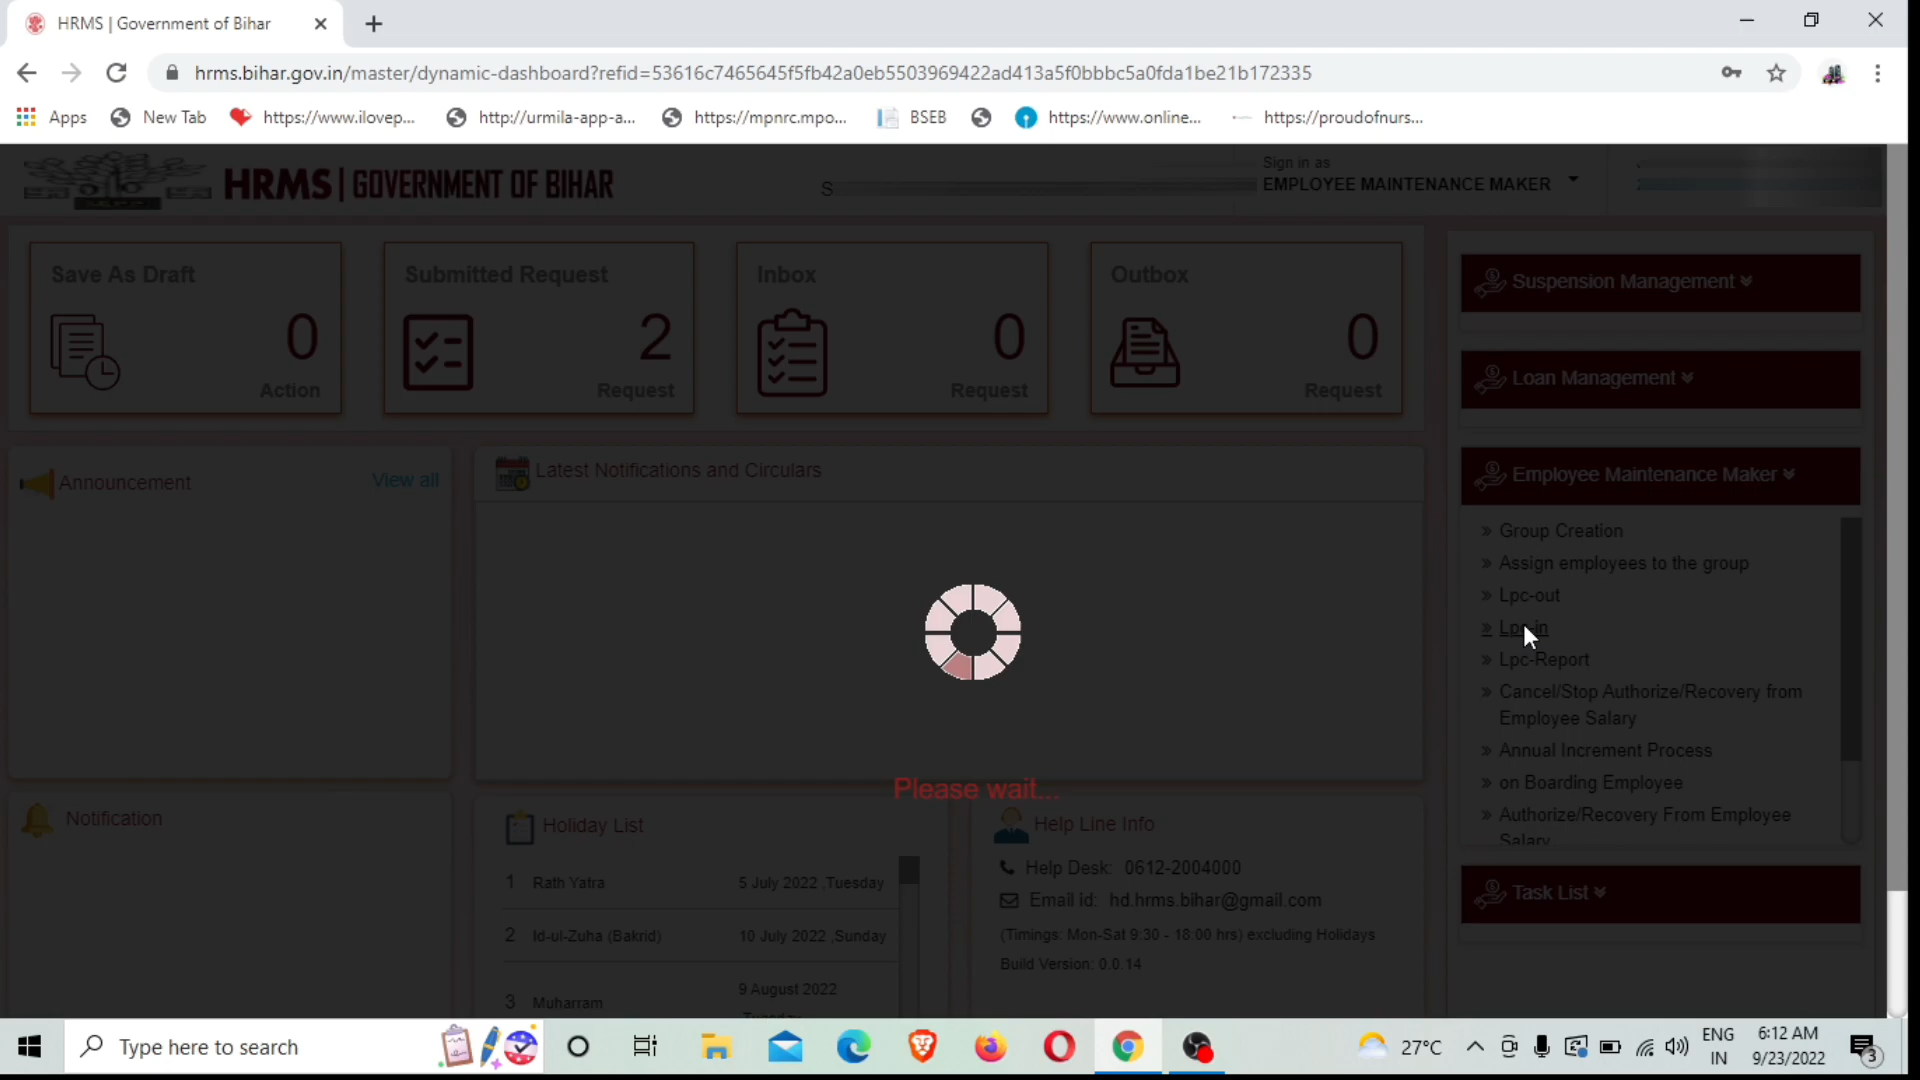 HRMS | Government of Bihar
hrms.bihar.gov.in/master/dynamic-dashboard?refid=53616c7465645f5fb42a0eb5503969422ad413a5f0bbbc5a0fda1be21b172335
Apps New Tab https://www.ilovep... http://urmila-app-a... https://mpnrc.mpo... BSEB https://www.online... https://proudofnurs...
HRMS | GOVERNMENT OF BIHAR
S
Sign in as
EMPLOYEE MAINTENANCE MAKER
Save As Draft
0
Action
Submitted Request
2
Request
Inbox
0
Request
Outbox
0
Request
Suspension Management
Loan Management
Employee Maintenance Maker
» Group Creation
» Assign employees to the group
» Lpc-out
» Lpc-in
» Lpc-Report
» Cancel/Stop Authorize/Recovery from
Employee Salary
» Annual Increment Process
» on Boarding Employee
» Authorize/Recovery From Employee
Salary
Task List
Announcement View all
Latest Notifications and Circulars
Please wait...
Notification
Holiday List
1 Rath Yatra 5 July 2022 ,Tuesday
2 Id-ul-Zuha (Bakrid) 10 July 2022 ,Sunday
3 Muharram 9 August 2022
Tuesday
Help Line Info
Help Desk: 0612-2004000
Email id: hd.hrms.bihar@gmail.com
(Timings: Mon-Sat 9:30 - 18:00 hrs) excluding Holidays
Build Version: 0.0.14
Type here to search
27°C
ENG
IN
6:12 AM
9/23/2022
3